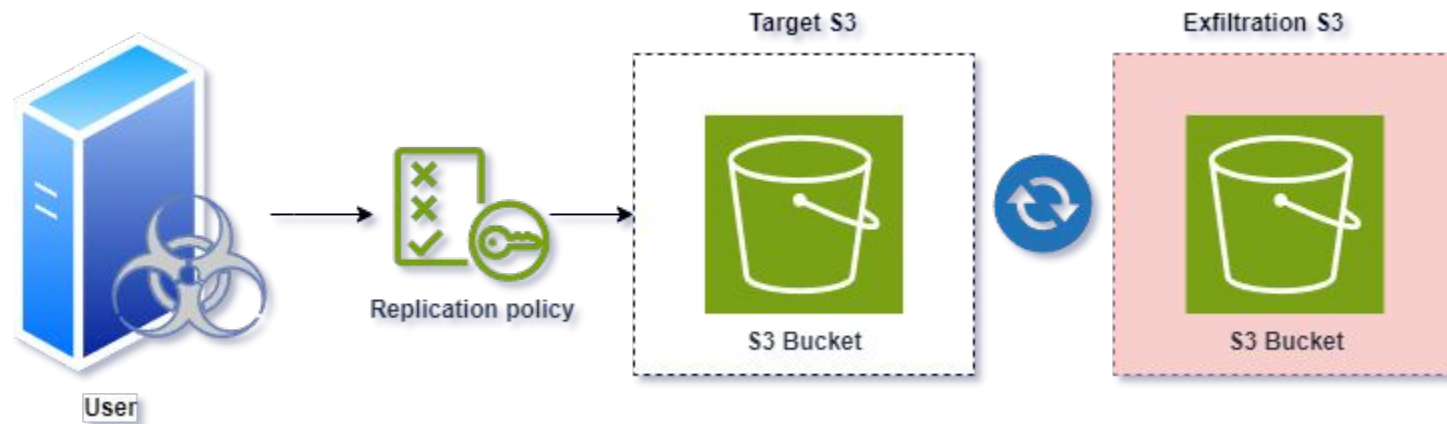 Target S3
Exfiltration S3
Replication policy
S3 Bucket
S3 Bucket
User